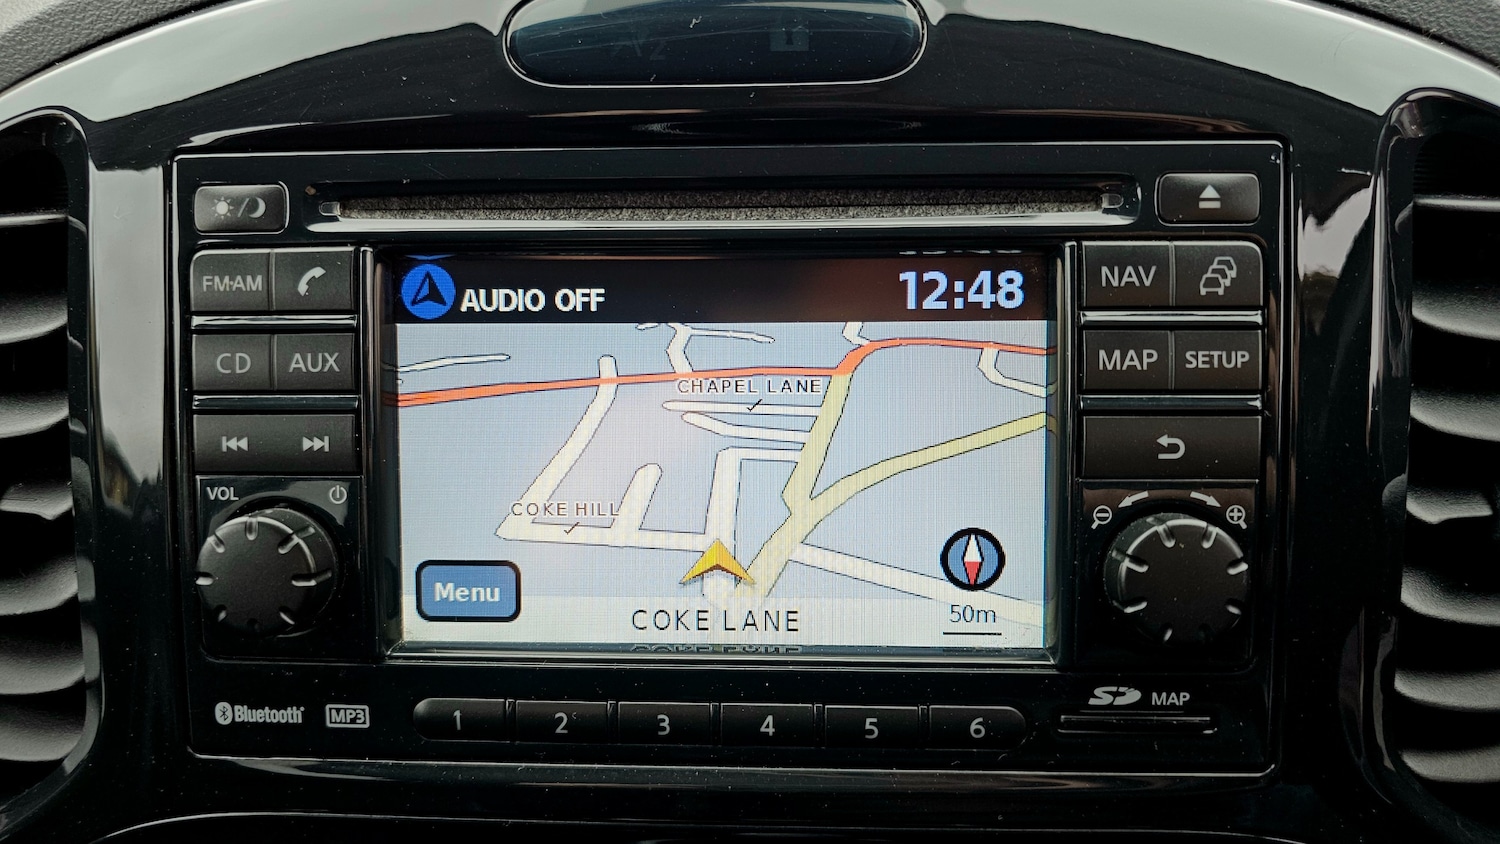 FM·AM
CD AUX
VOL
AUDIO OFF 12:48
CHAPEL LANE
COKE HILL
Menu
COKE LANE
50m
NAV
MAP SETUP
Bluetooth MP3
1 2 3 4 5 6
SD MAP